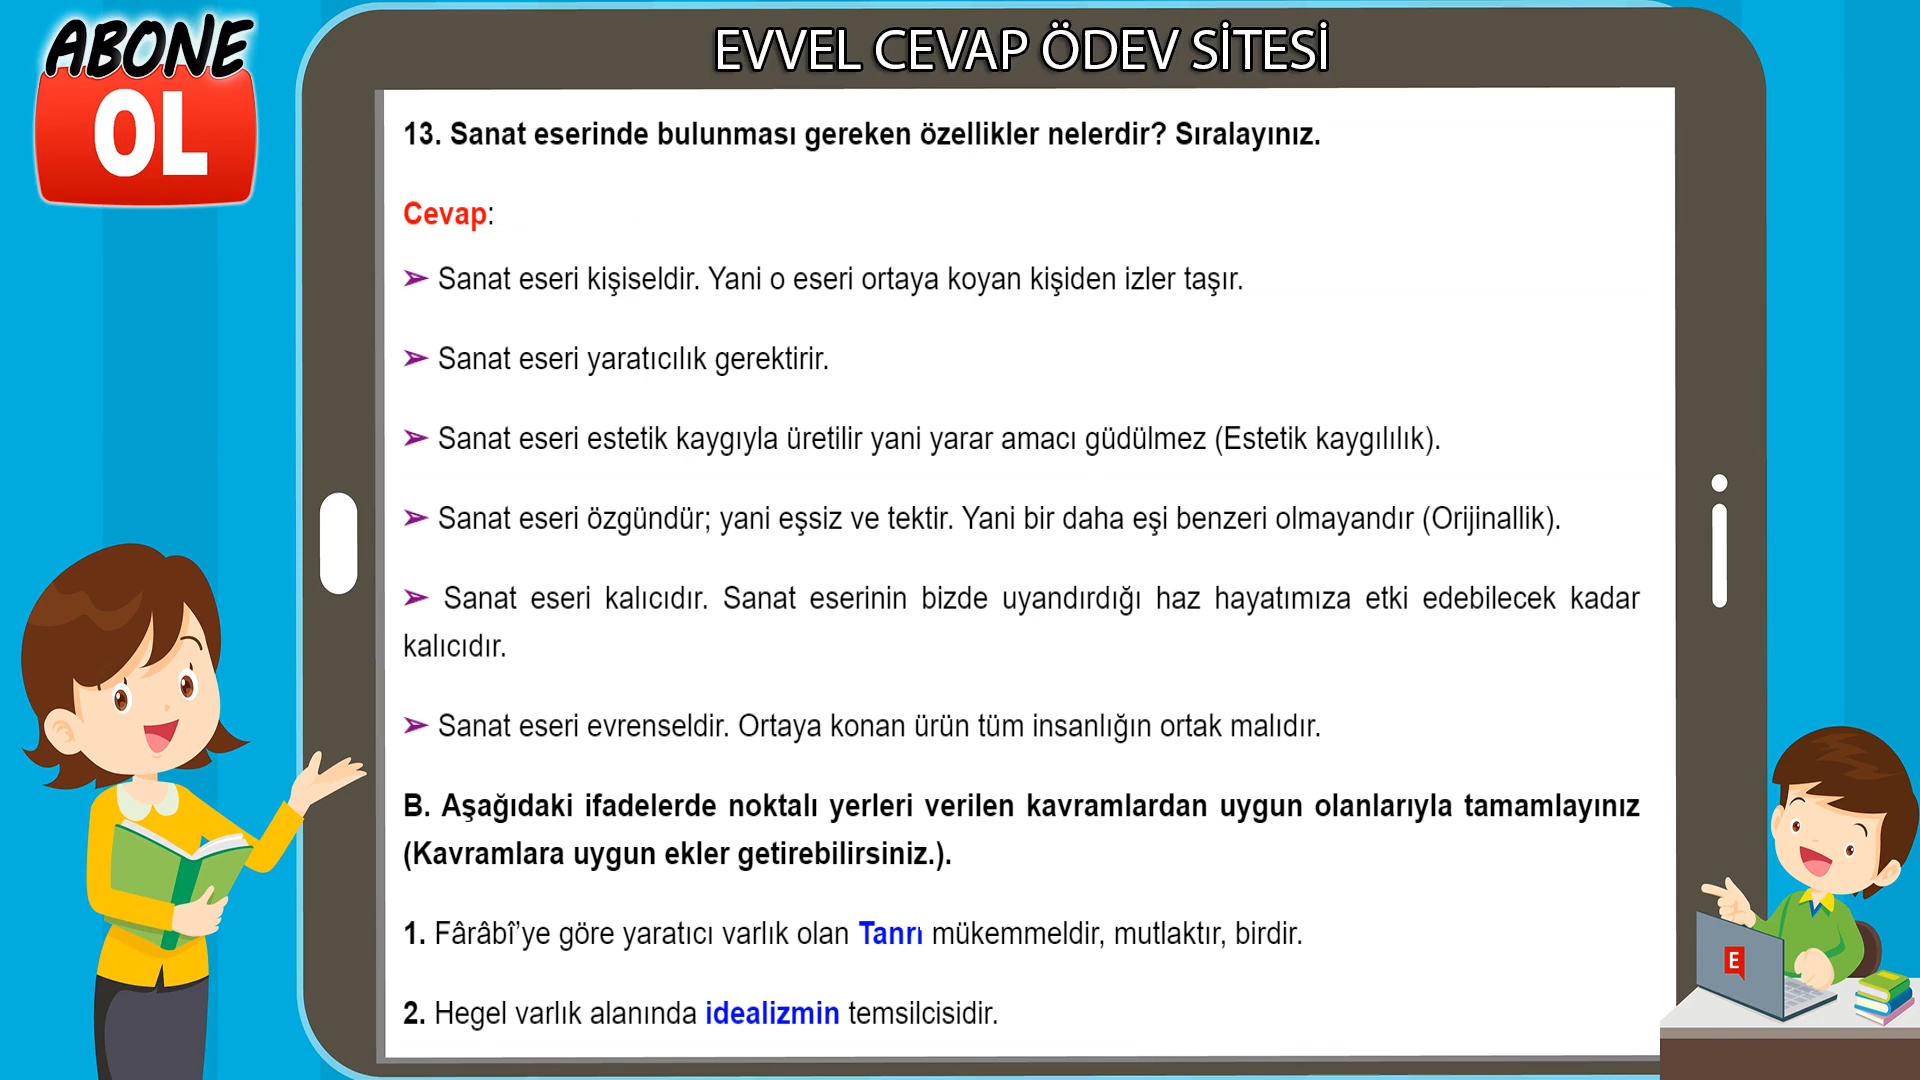 ABONE
OL
EVVEL CEVAP ÖDEV SİTESİ
13. Sanat eserinde bulunması gereken özellikler nelerdir? Sıralayınız.
Cevap:
➢ Sanat eseri kişiseldir. Yani o eseri ortaya koyan kişiden izler taşır.
➢ Sanat eseri yaratıcılık gerektirir.
➢ Sanat eseri estetik kaygıyla üretilir yani yarar amacı güdülmez (Estetik kaygılılık).
➢ Sanat eseri özgündür; yani eşsiz ve tektir. Yani bir daha eşi benzeri olmayandır (Orijinallik).
➢ Sanat eseri kalıcıdır. Sanat eserinin bizde uyandırdığı haz hayatımıza etki edebilecek kadar
kalıcıdır.
➢ Sanat eseri evrenseldir. Ortaya konan ürün tüm insanlığın ortak malıdır.
B. Aşağıdaki ifadelerde noktalı yerleri verilen kavramlardan uygun olanlarıyla tamamlayınız
(Kavramlara uygun ekler getirebilirsiniz.).
1. Fârâbî’ye göre yaratıcı varlık olan Tanrı mükemmeldir, mutlaktır, birdir.
2. Hegel varlık alanında idealizmin temsilcisidir.
E